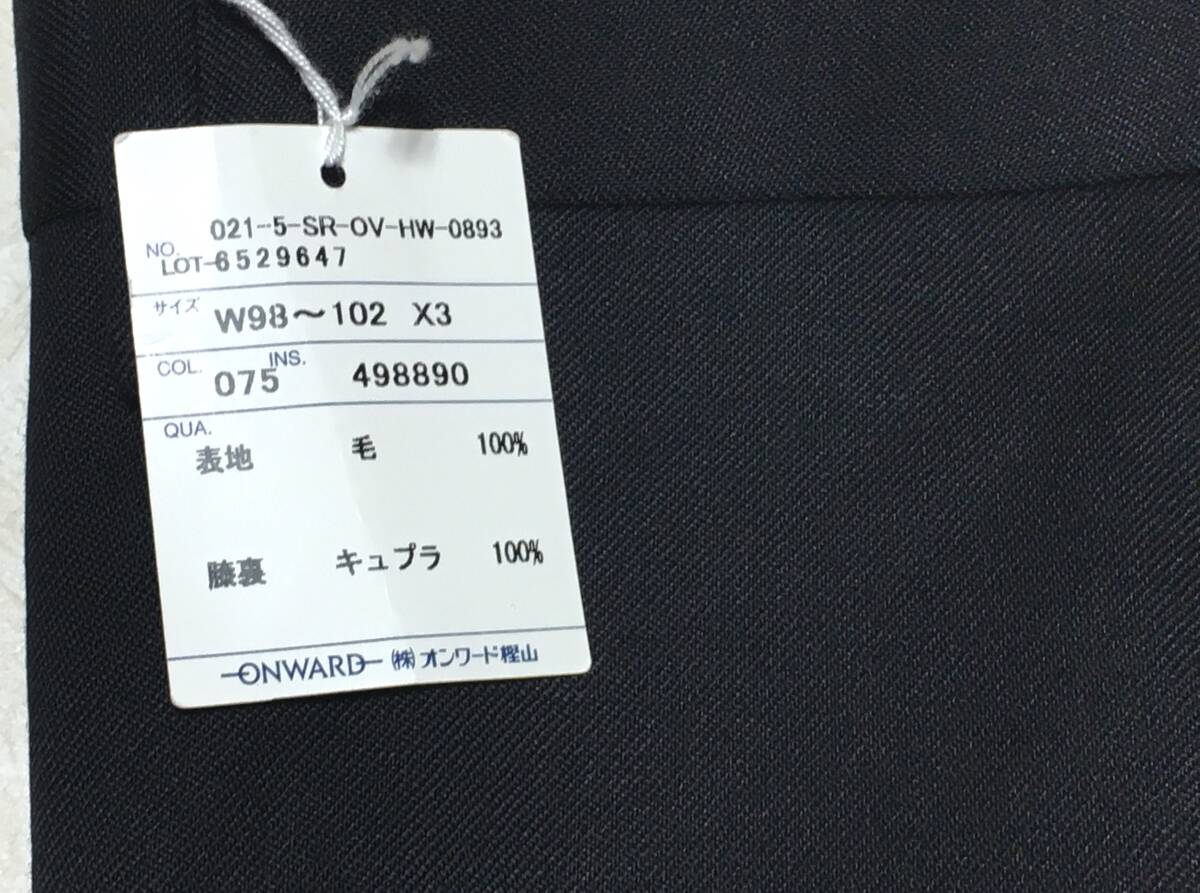 021--5-SR-OV-HW-0893
NO.
LOT-6529647
サイズ W98～102 X3
COL. 075 INS. 498890
QUA.
表地 毛 100%
膝裏 キュプラ 100%
ONWARD (株)オンワード樫山